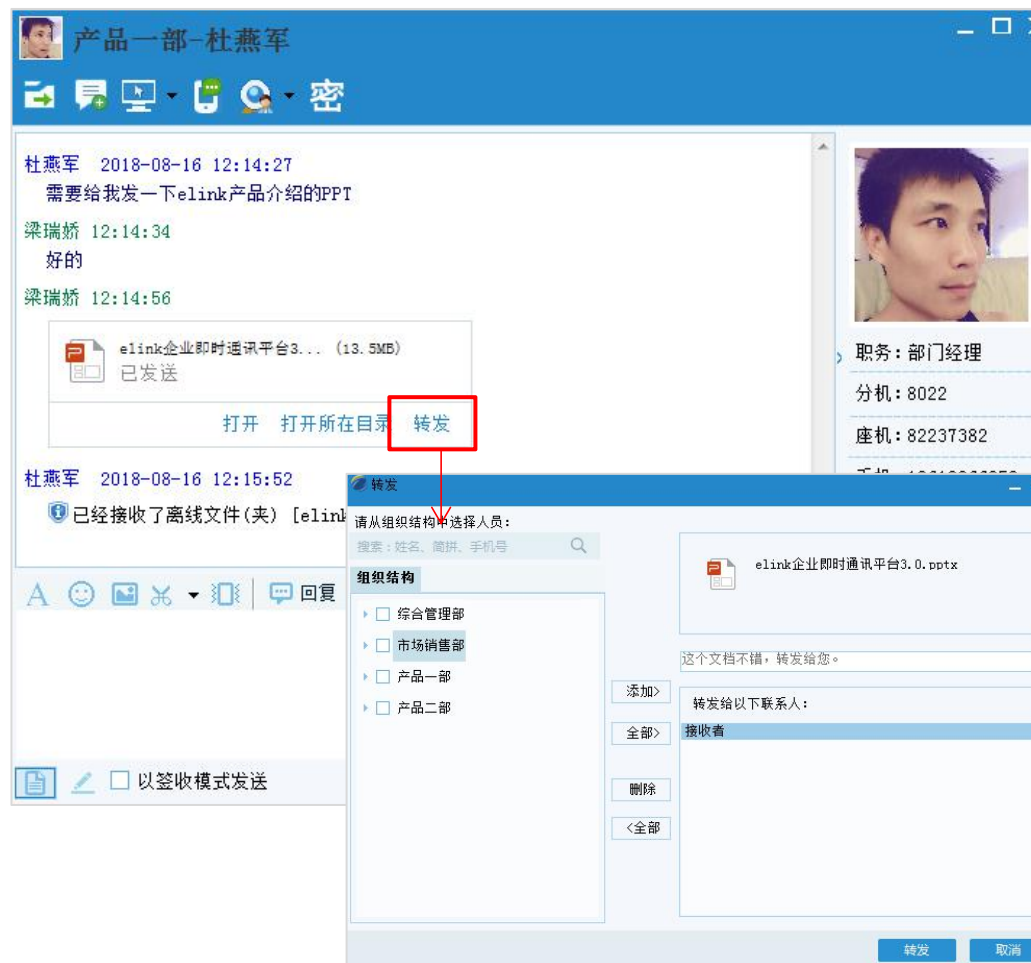 产品一部-杜燕军
密
杜燕军 2018-08-16 12:14:27
需要给我发一下elink产品介绍的PPT
梁瑞娇 12:14:34
好的
梁瑞娇 12:14:56
elink企业即时通讯平台3... (13.5MB)
已发送
打开 打开所在目录 转发
杜燕军 2018-08-16 12:15:52
已经接收了离线文件(夹) [elink
职务:部门经理
分机:8022
座机:82237382
回复
以签收模式发送
转发
请从组织结构中选择人员:
搜索:姓名、简拼、手机号
组织结构
综合管理部
市场销售部
产品一部
产品二部
添加>
全部>
删除
<全部
elink企业即时通讯平台3.0.pptx
这个文档不错，转发给您。
转发给以下联系人:
接收者
转发 取消